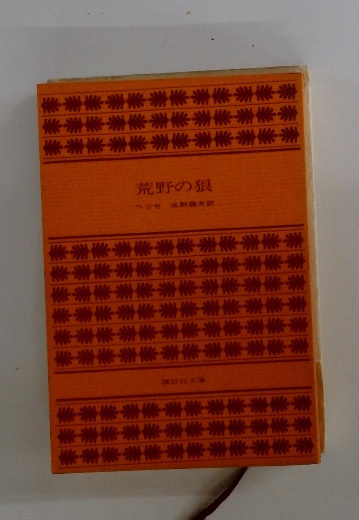 荒野の狼
ヘッセ 永野藤夫訳
講談社文庫